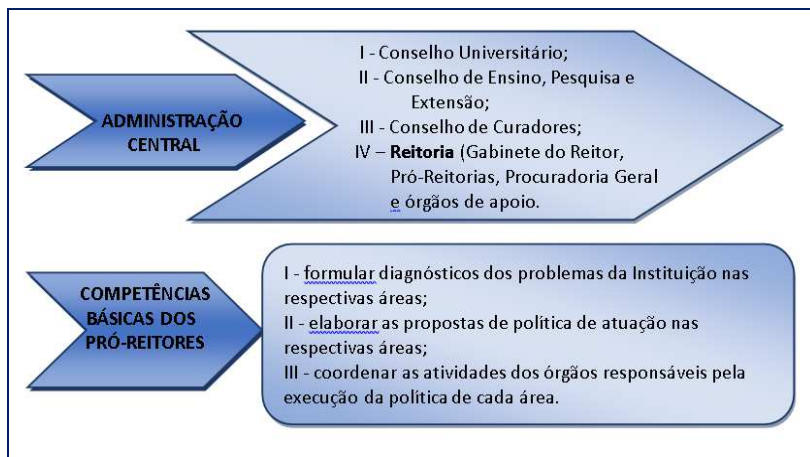 ADMINISTRAÇÃO
CENTRAL
I - Conselho Universitário;
II - Conselho de Ensino, Pesquisa e
Extensão;
III - Conselho de Curadores;
IV – Reitoria (Gabinete do Reitor,
Pró-Reitorias, Procuradoria Geral
e órgãos de apoio.
COMPETÊNCIAS
BÁSICAS DOS
PRÓ-REITORES
I - formular diagnósticos dos problemas da Instituição nas
respectivas áreas;
II - elaborar as propostas de política de atuação nas
respectivas áreas;
III - coordenar as atividades dos órgãos responsáveis pela
execução da política de cada área.